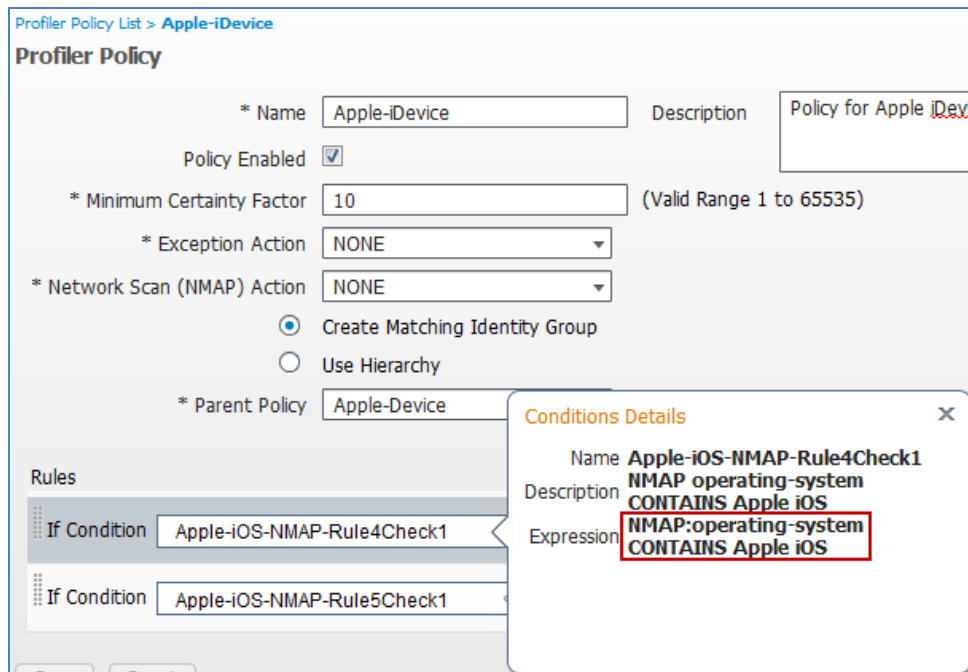 Profiler Policy List > Apple-iDevice
Profiler Policy
* Name Apple-iDevice Description Policy for Apple iDevi
Policy Enabled
* Minimum Certainty Factor 10 (Valid Range 1 to 65535)
* Exception Action NONE
* Network Scan (NMAP) Action NONE
Create Matching Identity Group
Use Hierarchy
* Parent Policy Apple-Device
Conditions Details
Name Apple-iOS-NMAP-Rule4Check1
Description NMAP operating-system
CONTAINS Apple iOS
Expression NMAP:operating-system
CONTAINS Apple iOS
Rules
If Condition Apple-iOS-NMAP-Rule4Check1
If Condition Apple-iOS-NMAP-Rule5Check1